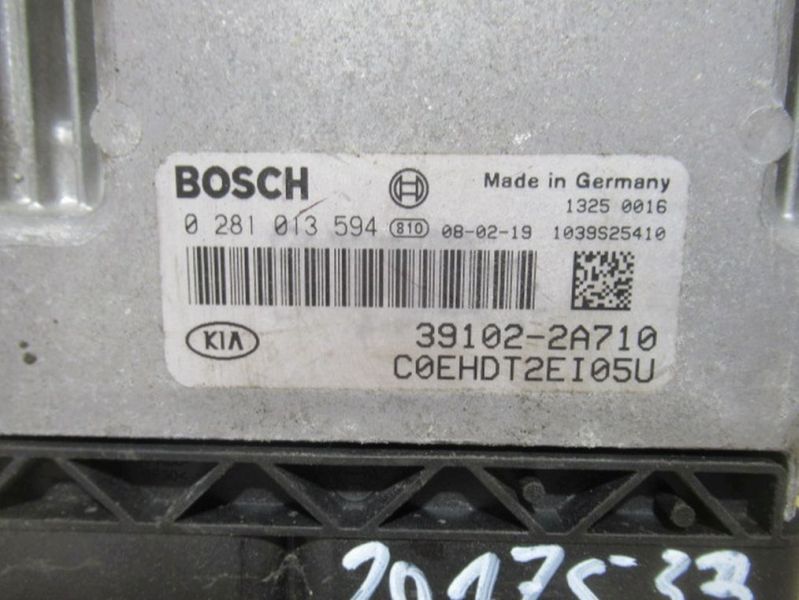 BOSCH
Made in Germany
1325 0016
0 281 013 594 810 08-02-19 1039S25410
KIA
39102-2A710
C0EHDT2EI05U